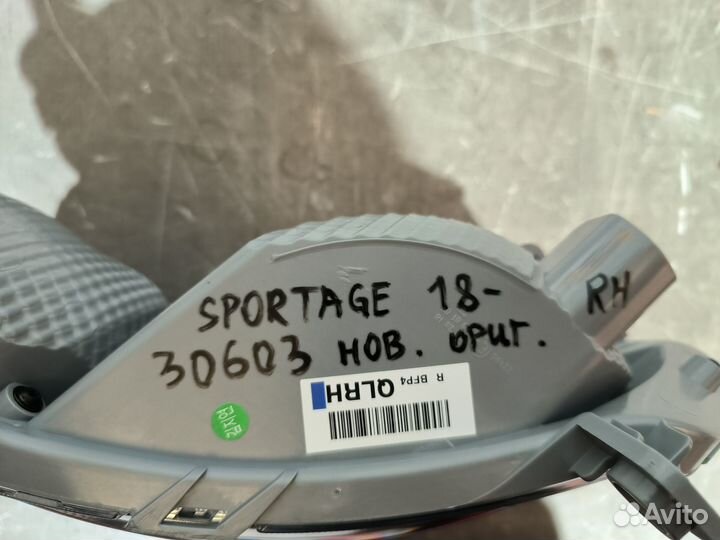 SPORTAGE 18-
RH
30603 нов. ориг.
R BFP4
QLRH
Avito